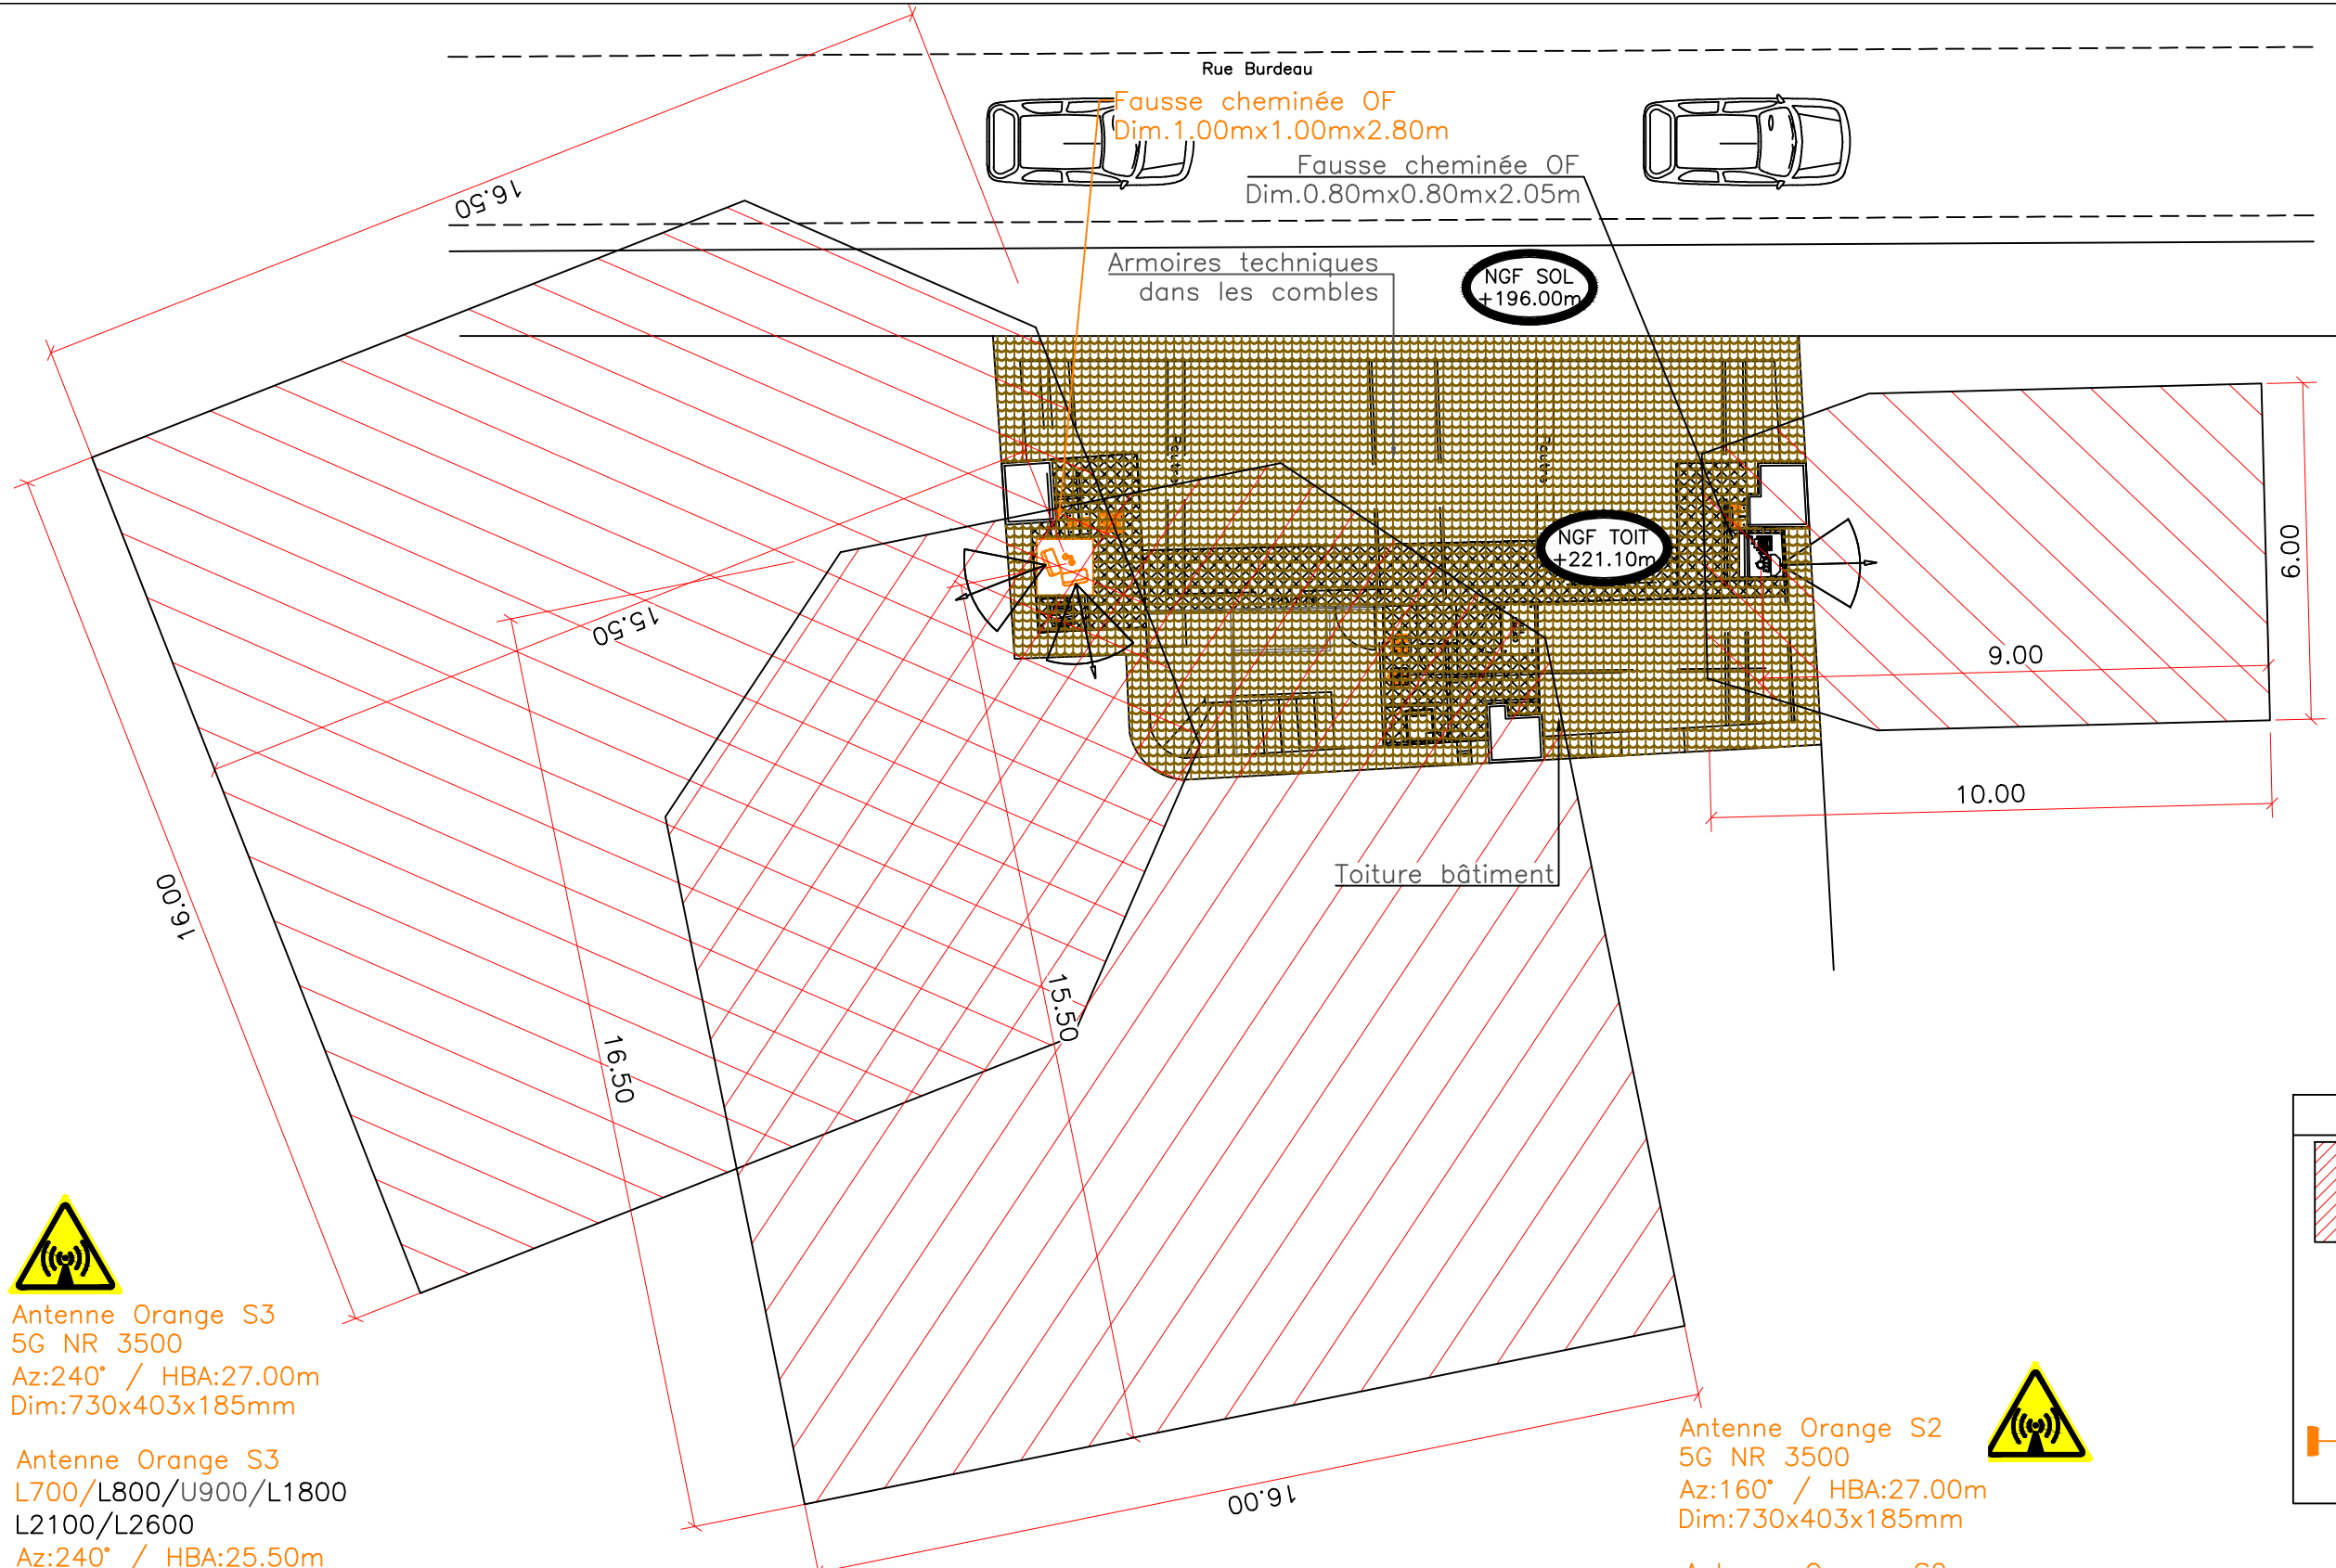 Rue Burdeau
Fausse cheminée OF
Dim.1.00mx1.00mx2.80m
Fausse cheminée OF
Dim.0.80mx0.80mx2.05m
16.50
Armoires techniques
dans les combles
NGF SOL
+196.00m
NGF TOIT
+221.10m
6.00
15.50
9.00
10.00
Toiture bâtiment
16.00
15.50
16.50
Antenne Orange S3
5G NR 3500
Az:240° / HBA:27.00m
Dim:730x403x185mm
Antenne Orange S3
L700/L800/U900/L1800
L2100/L2600
Az:240° / HBA:25.50m
16.00
Antenne Orange S2
5G NR 3500
Az:160° / HBA:27.00m
Dim:730x403x185mm